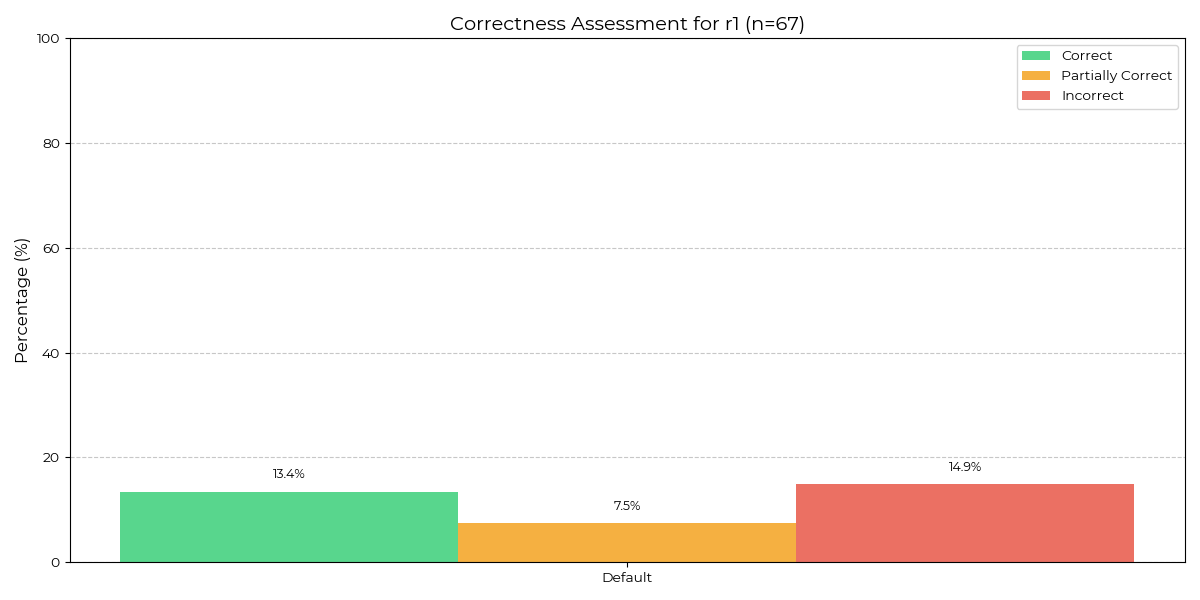 Correctness Assessment for r1 (n=67)
100
80
60
40
20
0
Percentage (%)
Correct
Partially Correct
Incorrect
13.4%
7.5%
14.9%
Default